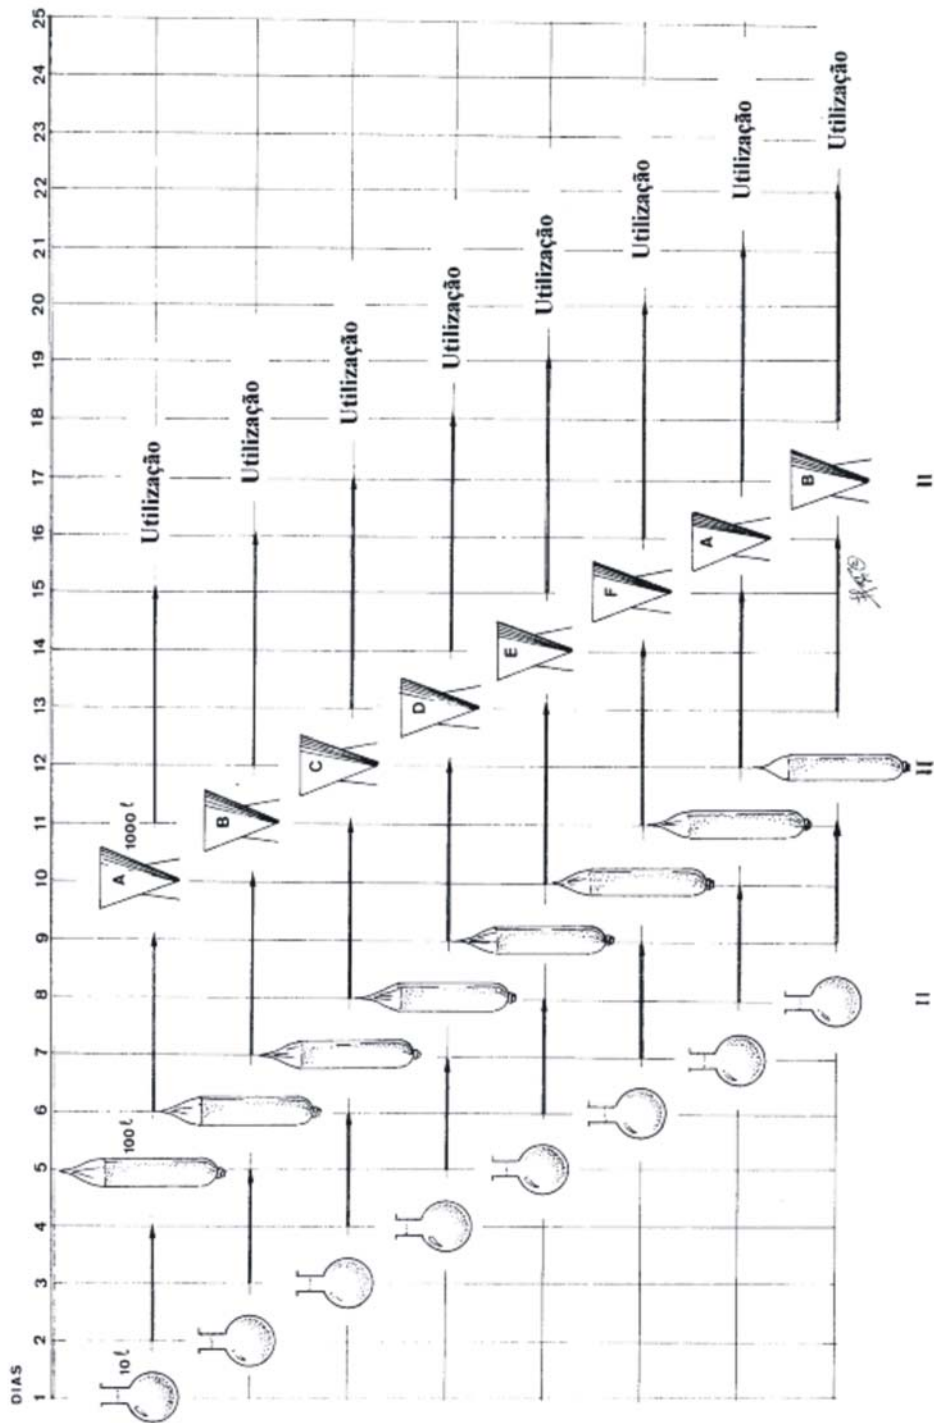 DIAS
1 2 3 4 5 6 7 8 9 10 11 12 13 14 15 16 17 18 19 20 21 22 23 24 25
10 ℓ
100 ℓ
A
1000 ℓ
Utilização
B
Utilização
C
Utilização
D
Utilização
E
Utilização
F
Utilização
A
Utilização
B
Utilização